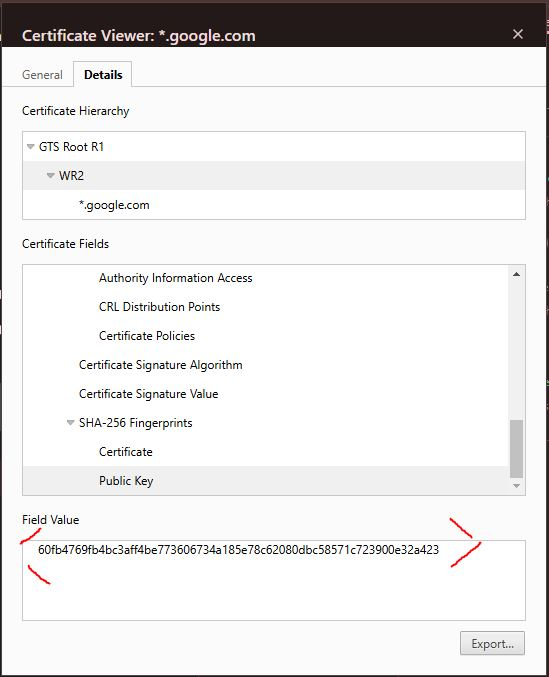 Certificate Viewer: *.google.com
General Details
Certificate Hierarchy
GTS Root R1
WR2
*.google.com
Certificate Fields
Authority Information Access
CRL Distribution Points
Certificate Policies
Certificate Signature Algorithm
Certificate Signature Value
SHA-256 Fingerprints
Certificate
Public Key
Field Value
60fb4769fb4bc3aff4be773606734a185e78c62080dbc58571c723900e32a423
Export...